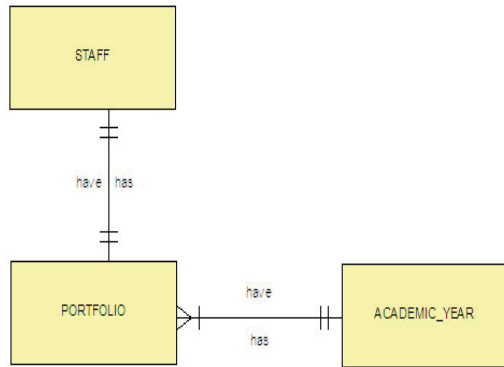 STAFF
have has
PORTFOLIO
have
has
ACADEMIC_YEAR